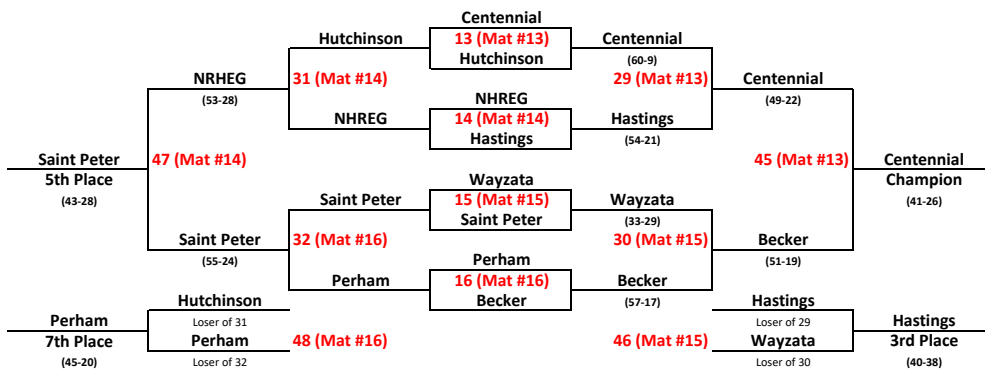 Centennial
Hutchinson 13 (Mat #13) Centennial
Hutchinson (60-9)
NRHEG 31 (Mat #14) 29 (Mat #13) Centennial
(53-28) NHREG (49-22)
NHREG 14 (Mat #14) Hastings
Hastings (54-21)
Saint Peter 47 (Mat #14) 45 (Mat #13) Centennial
5th Place Wayzata Champion
(43-28) Saint Peter 15 (Mat #15) Wayzata (41-26)
Saint Peter (33-29)
Saint Peter 32 (Mat #16) 30 (Mat #15) Becker
(55-24) Perham (51-19)
Perham 16 (Mat #16) Becker
Hutchinson Becker (57-17) Hastings
Perham Loser of 31 Loser of 29 Hastings
7th Place Perham 48 (Mat #16) 46 (Mat #15) Wayzata 3rd Place
(45-20) Loser of 32 Loser of 30 (40-38)